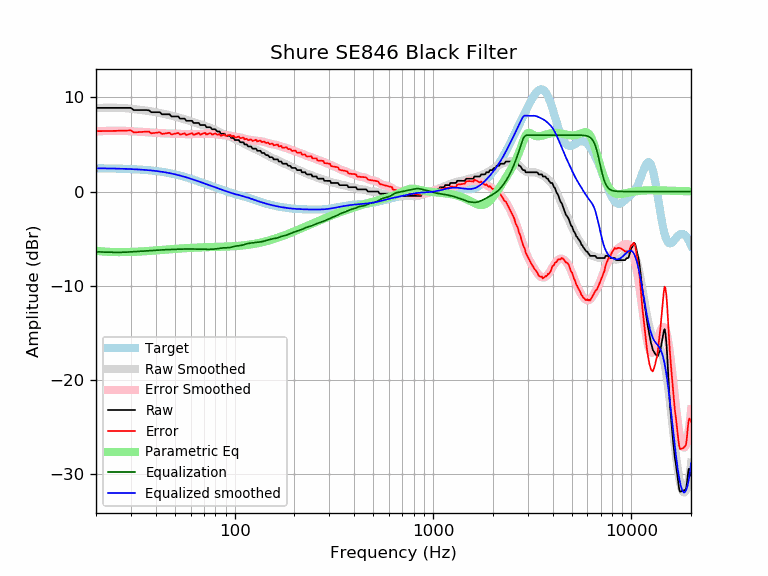 Shure SE846 Black Filter
Amplitude (dBr)
10
0
−10
−20
−30
Target
Raw Smoothed
Error Smoothed
Raw
Error
Parametric Eq
Equalization
Equalized smoothed
100
1000
10000
Frequency (Hz)